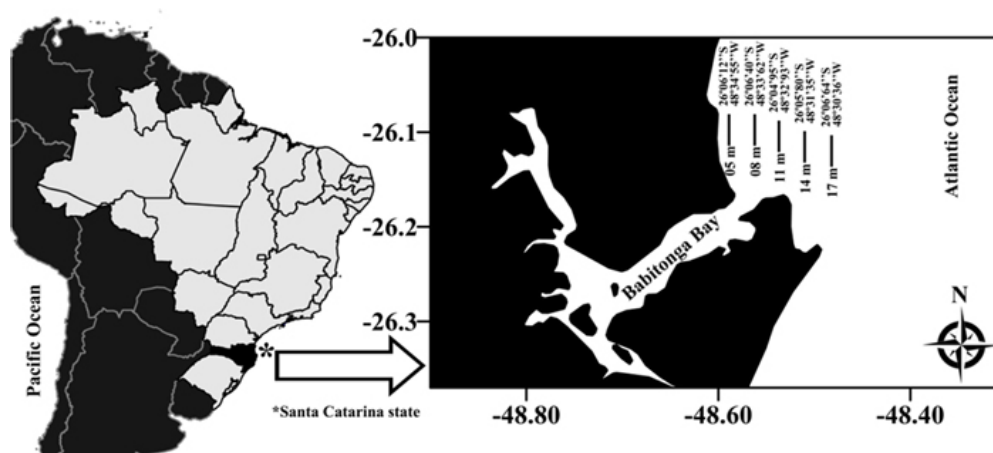 Pacific Ocean
*
*Santa Catarina state
-26.0
-26.1
-26.2
-26.3
26°06'12''S
48°34'55''W
26°06'40''S
48°33'62''W
26°04'95''S
48°32'93''W
26°05'80''S
48°31'35''W
26°06'64''S
48°30'36''W
05 m
08 m
11 m
14 m
17 m
Babitonga Bay
Atlantic Ocean
N
-48.80
-48.60
-48.40